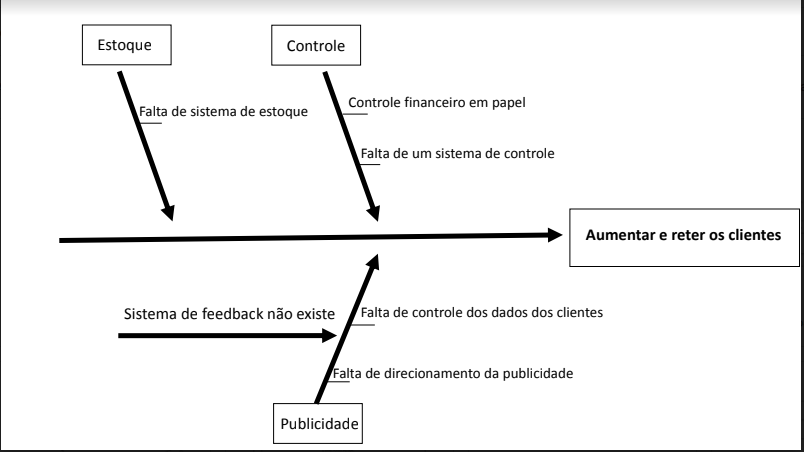 Estoque
Controle
Falta de sistema de estoque
Controle financeiro em papel
Falta de um sistema de controle
Aumentar e reter os clientes
Sistema de feedback não existe
Falta de controle dos dados dos clientes
Falta de direcionamento da publicidade
Publicidade